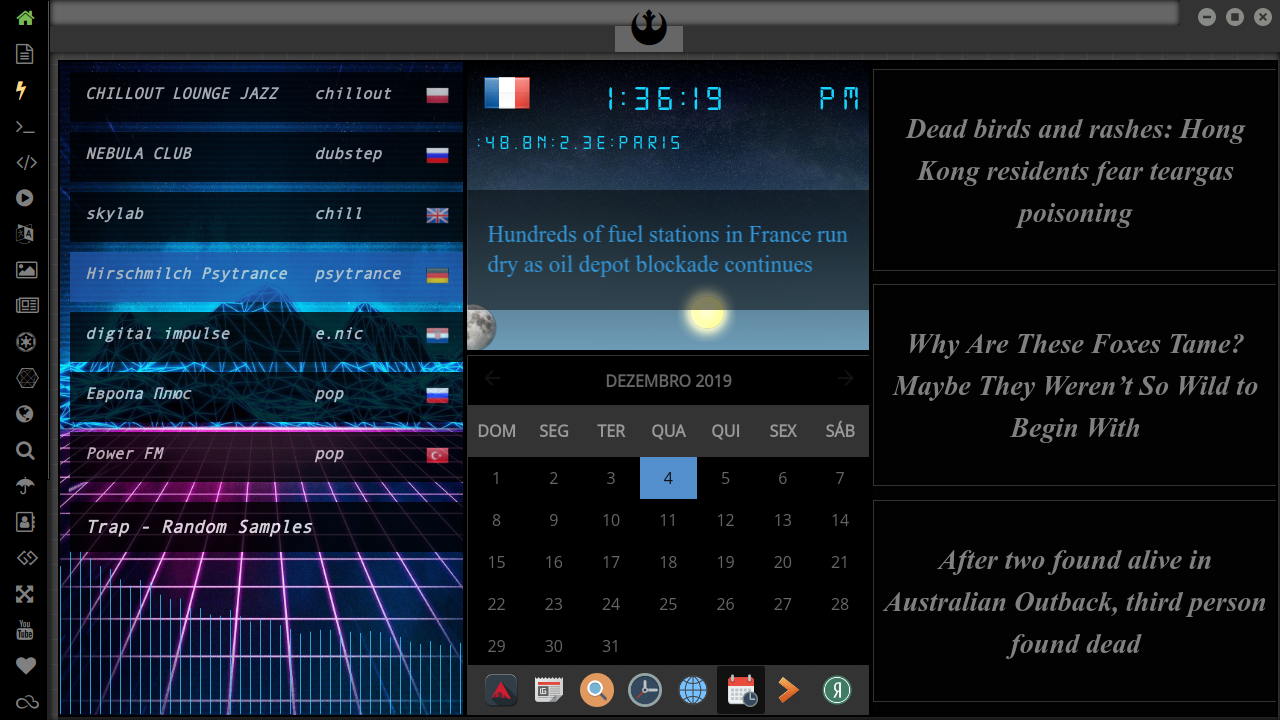 CHILLOUT LOUNGE JAZZ chillout
NEBULA CLUB dubstep
skylab chill
Hirschmilch Psytrance psytrance
digital impulse e.nic
Европа Плюс pop
Power FM pop
Trap - Random Samples
1:36:19 PM
:48.8N:2.3E:PARIS
Hundreds of fuel stations in France run
dry as oil depot blockade continues
DEZEMBRO 2019
DOM SEG TER QUA QUI SEX SÁB
1 2 3 4 5 6 7
8 9 10 11 12 13 14
15 16 17 18 19 20 21
22 23 24 25 26 27 28
29 30 31
Dead birds and rashes: Hong
Kong residents fear teargas
poisoning
Why Are These Foxes Tame?
Maybe They Weren’t So Wild to
Begin With
After two found alive in
Australian Outback, third person
found dead
You
Tube
Я